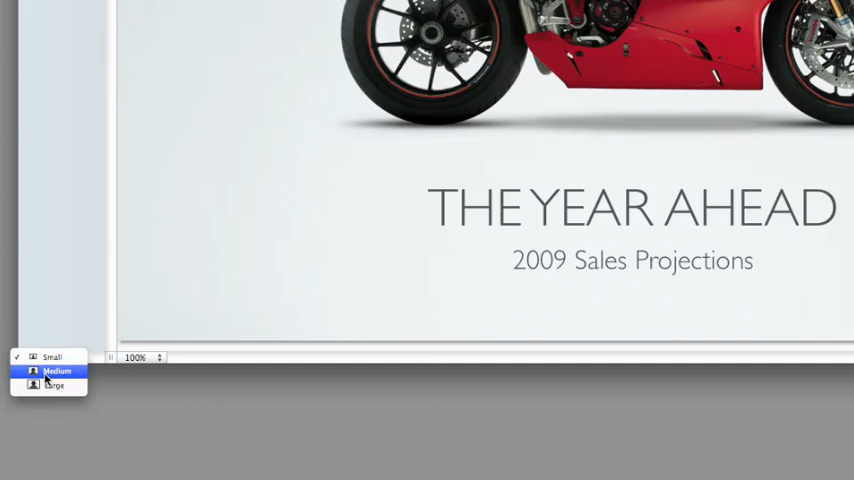 THE YEAR AHEAD
2009 Sales Projections
✓ Small
Medium
Large
100%